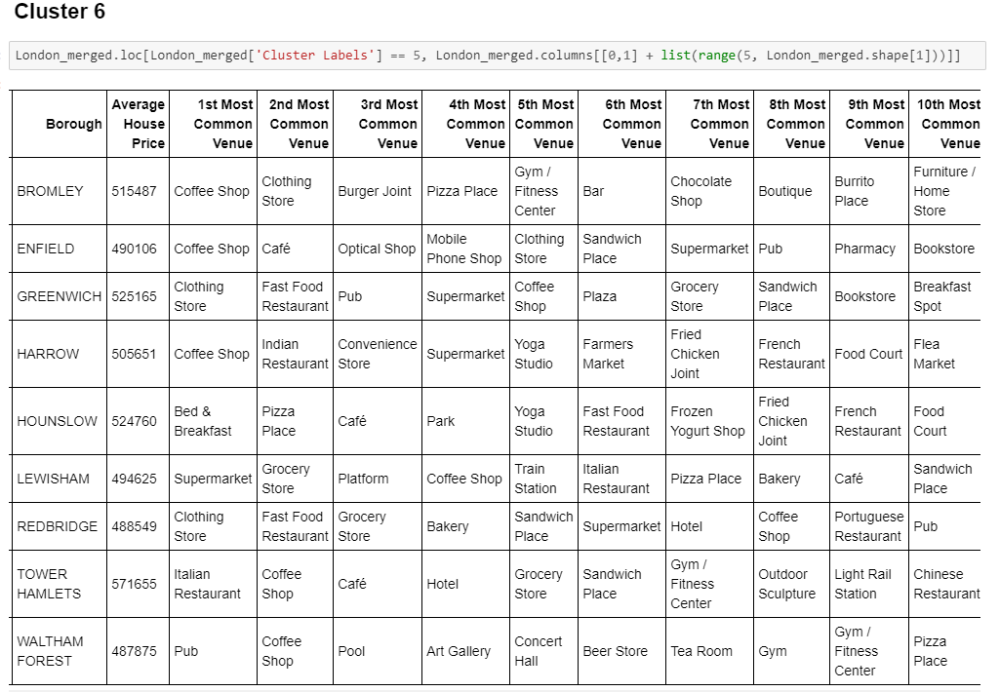 Cluster 6
London_merged.loc[London_merged['Cluster Labels'] == 5, London_merged.columns[[0,1] + list(range(5, London_merged.shape[1]))]]
Borough Average House Price 1st Most Common Venue 2nd Most Common Venue 3rd Most Common Venue 4th Most Common Venue 5th Most Common Venue 6th Most Common Venue 7th Most Common Venue 8th Most Common Venue 9th Most Common Venue 10th Most Common Venue
BROMLEY 515487 Coffee Shop Clothing Store Burger Joint Pizza Place Gym / Fitness Center Bar Chocolate Shop Boutique Burrito Place Furniture / Home Store
ENFIELD 490106 Coffee Shop Café Optical Shop Mobile Phone Shop Clothing Store Sandwich Place Supermarket Pub Pharmacy Bookstore
GREENWICH 525165 Clothing Store Fast Food Restaurant Pub Supermarket Coffee Shop Plaza Grocery Store Sandwich Place Bookstore Breakfast Spot
HARROW 505651 Coffee Shop Indian Restaurant Convenience Store Supermarket Yoga Studio Farmers Market Fried Chicken Joint French Restaurant Food Court Flea Market
HOUNSLOW 524760 Bed & Breakfast Pizza Place Café Park Yoga Studio Fast Food Restaurant Frozen Yogurt Shop Fried Chicken Joint French Restaurant Food Court
LEWISHAM 494625 Supermarket Grocery Store Platform Coffee Shop Train Station Italian Restaurant Pizza Place Bakery Café Sandwich Place
REDBRIDGE 488549 Clothing Store Fast Food Restaurant Grocery Store Bakery Sandwich Place Supermarket Hotel Coffee Shop Portuguese Restaurant Pub
TOWER HAMLETS 571655 Italian Restaurant Coffee Shop Café Hotel Grocery Store Sandwich Place Gym / Fitness Center Outdoor Sculpture Light Rail Station Chinese Restaurant
WALTHAM FOREST 487875 Pub Coffee Shop Pool Art Gallery Concert Hall Beer Store Tea Room Gym Gym / Fitness Center Pizza Place